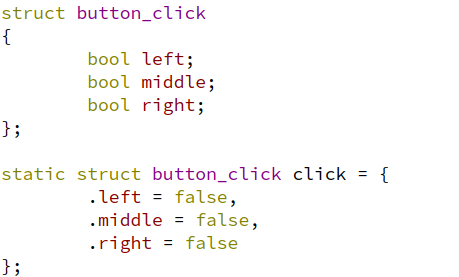 struct button_click
{
        bool left;
        bool middle;
        bool right;
};

static struct button_click click = {
        .left = false,
        .middle = false,
        .right = false
};